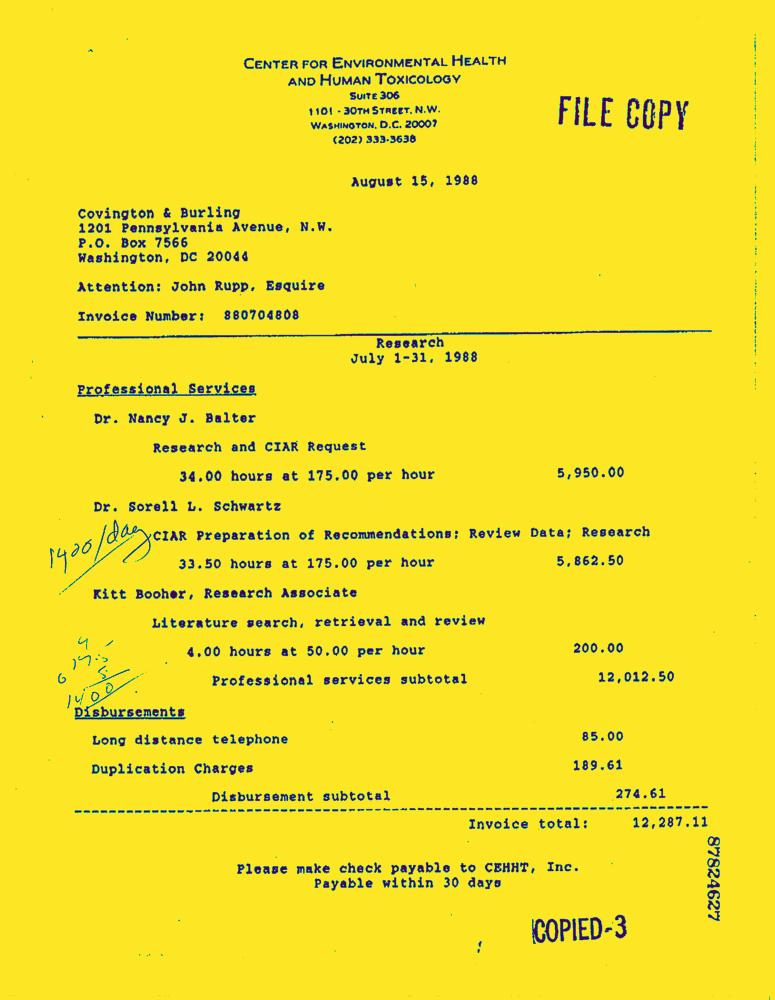 CENTER FOR ENVIRONMENTAL HEALTH
AND HUMAN TOXICOLOGY
SUITE 306
1101 - 30TH STREET, N.W.
WASHINGTON, D.C. 20007
(202) 333-3638
FILE COPY
August 15, 1988
Covington & Burling
1201 Pennsylvania Avenue, N.W.
P.O. Box 7566
Washington, DC 20044
Attention: John Rupp, Esquire
Invoice Number: 880704808
Research
July 1-31, 1988
Professional Services
Dr. Nancy J. Balter
Research and CIAR Request
34.00 hours at 175.00 per hour 5,950.00
Dr. Sorell L. Schwartz
1400/day
CIAR Preparation of Recommendations; Review Data; Research
33.50 hours at 175.00 per hour 5,862.50
Kitt Booher, Research Associate
Literature search, retrieval and review
4.00 hours at 50.00 per hour 200.00
Professional services subtotal 12,012.50
1400
Disbursements
Long distance telephone 85.00
Duplication Charges 189.61
Disbursement subtotal 274.61
Invoice total: 12,287.11
Please make check payable to CEHHT, Inc.
Payable within 30 days
87824627
COPIED-3